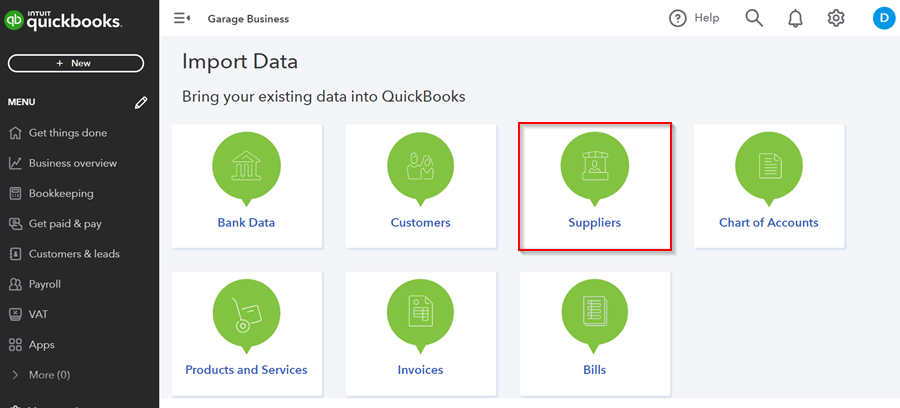 INTUIT
qb quickbooks.
Garage Business
Help
D
+ New
MENU
Get things done
Business overview
Bookkeeping
Get paid & pay
Customers & leads
Payroll
VAT
Apps
More (0)
Import Data
Bring your existing data into QuickBooks
Bank Data
Customers
Suppliers
Chart of Accounts
Products and Services
Invoices
Bills